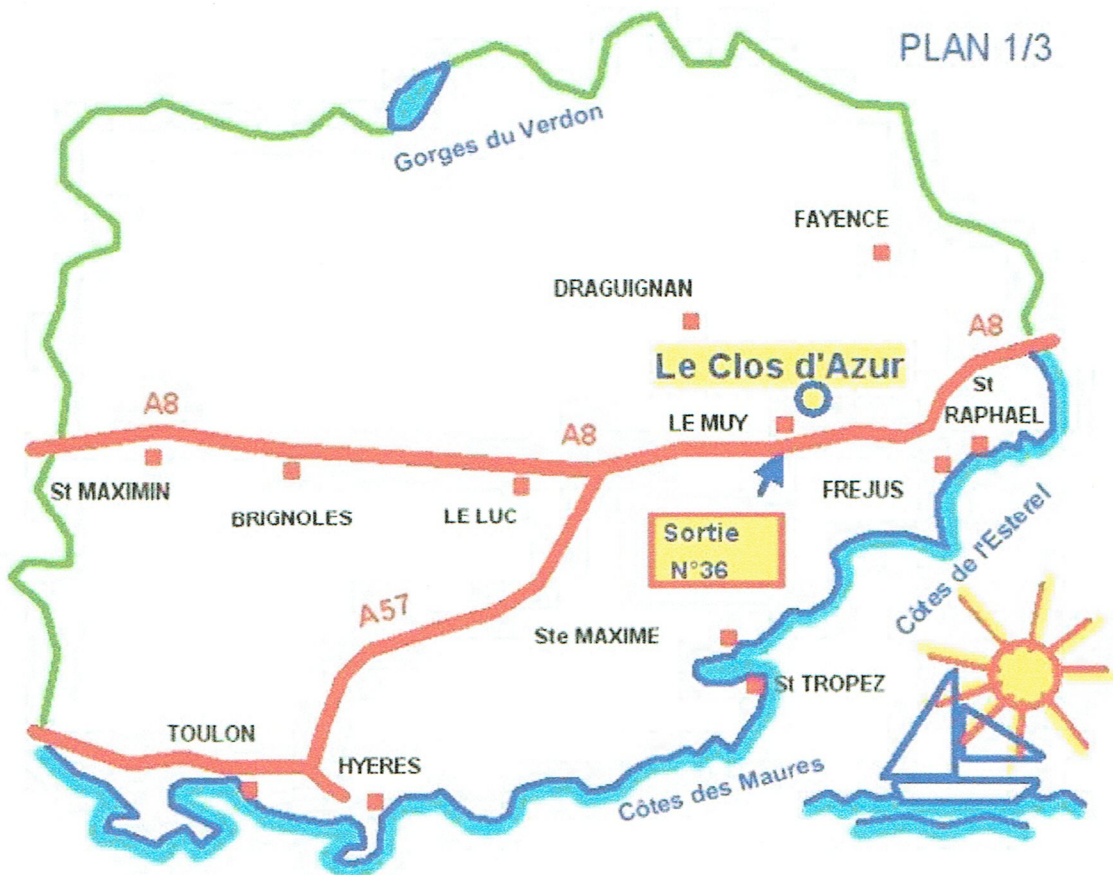 PLAN 1/3
Gorges du Verdon
FAYENCE
DRAGUIGNAN
A8
Le Clos d'Azur
St
RAPHAEL
A8
A8
LE MUY
St MAXIMIN
BRIGNOLES
LE LUC
FREJUS
Sortie
N°36
Côtes de l'Esterel
A57
Ste MAXIME
St TROPEZ
TOULON
HYERES
Côtes des Maures